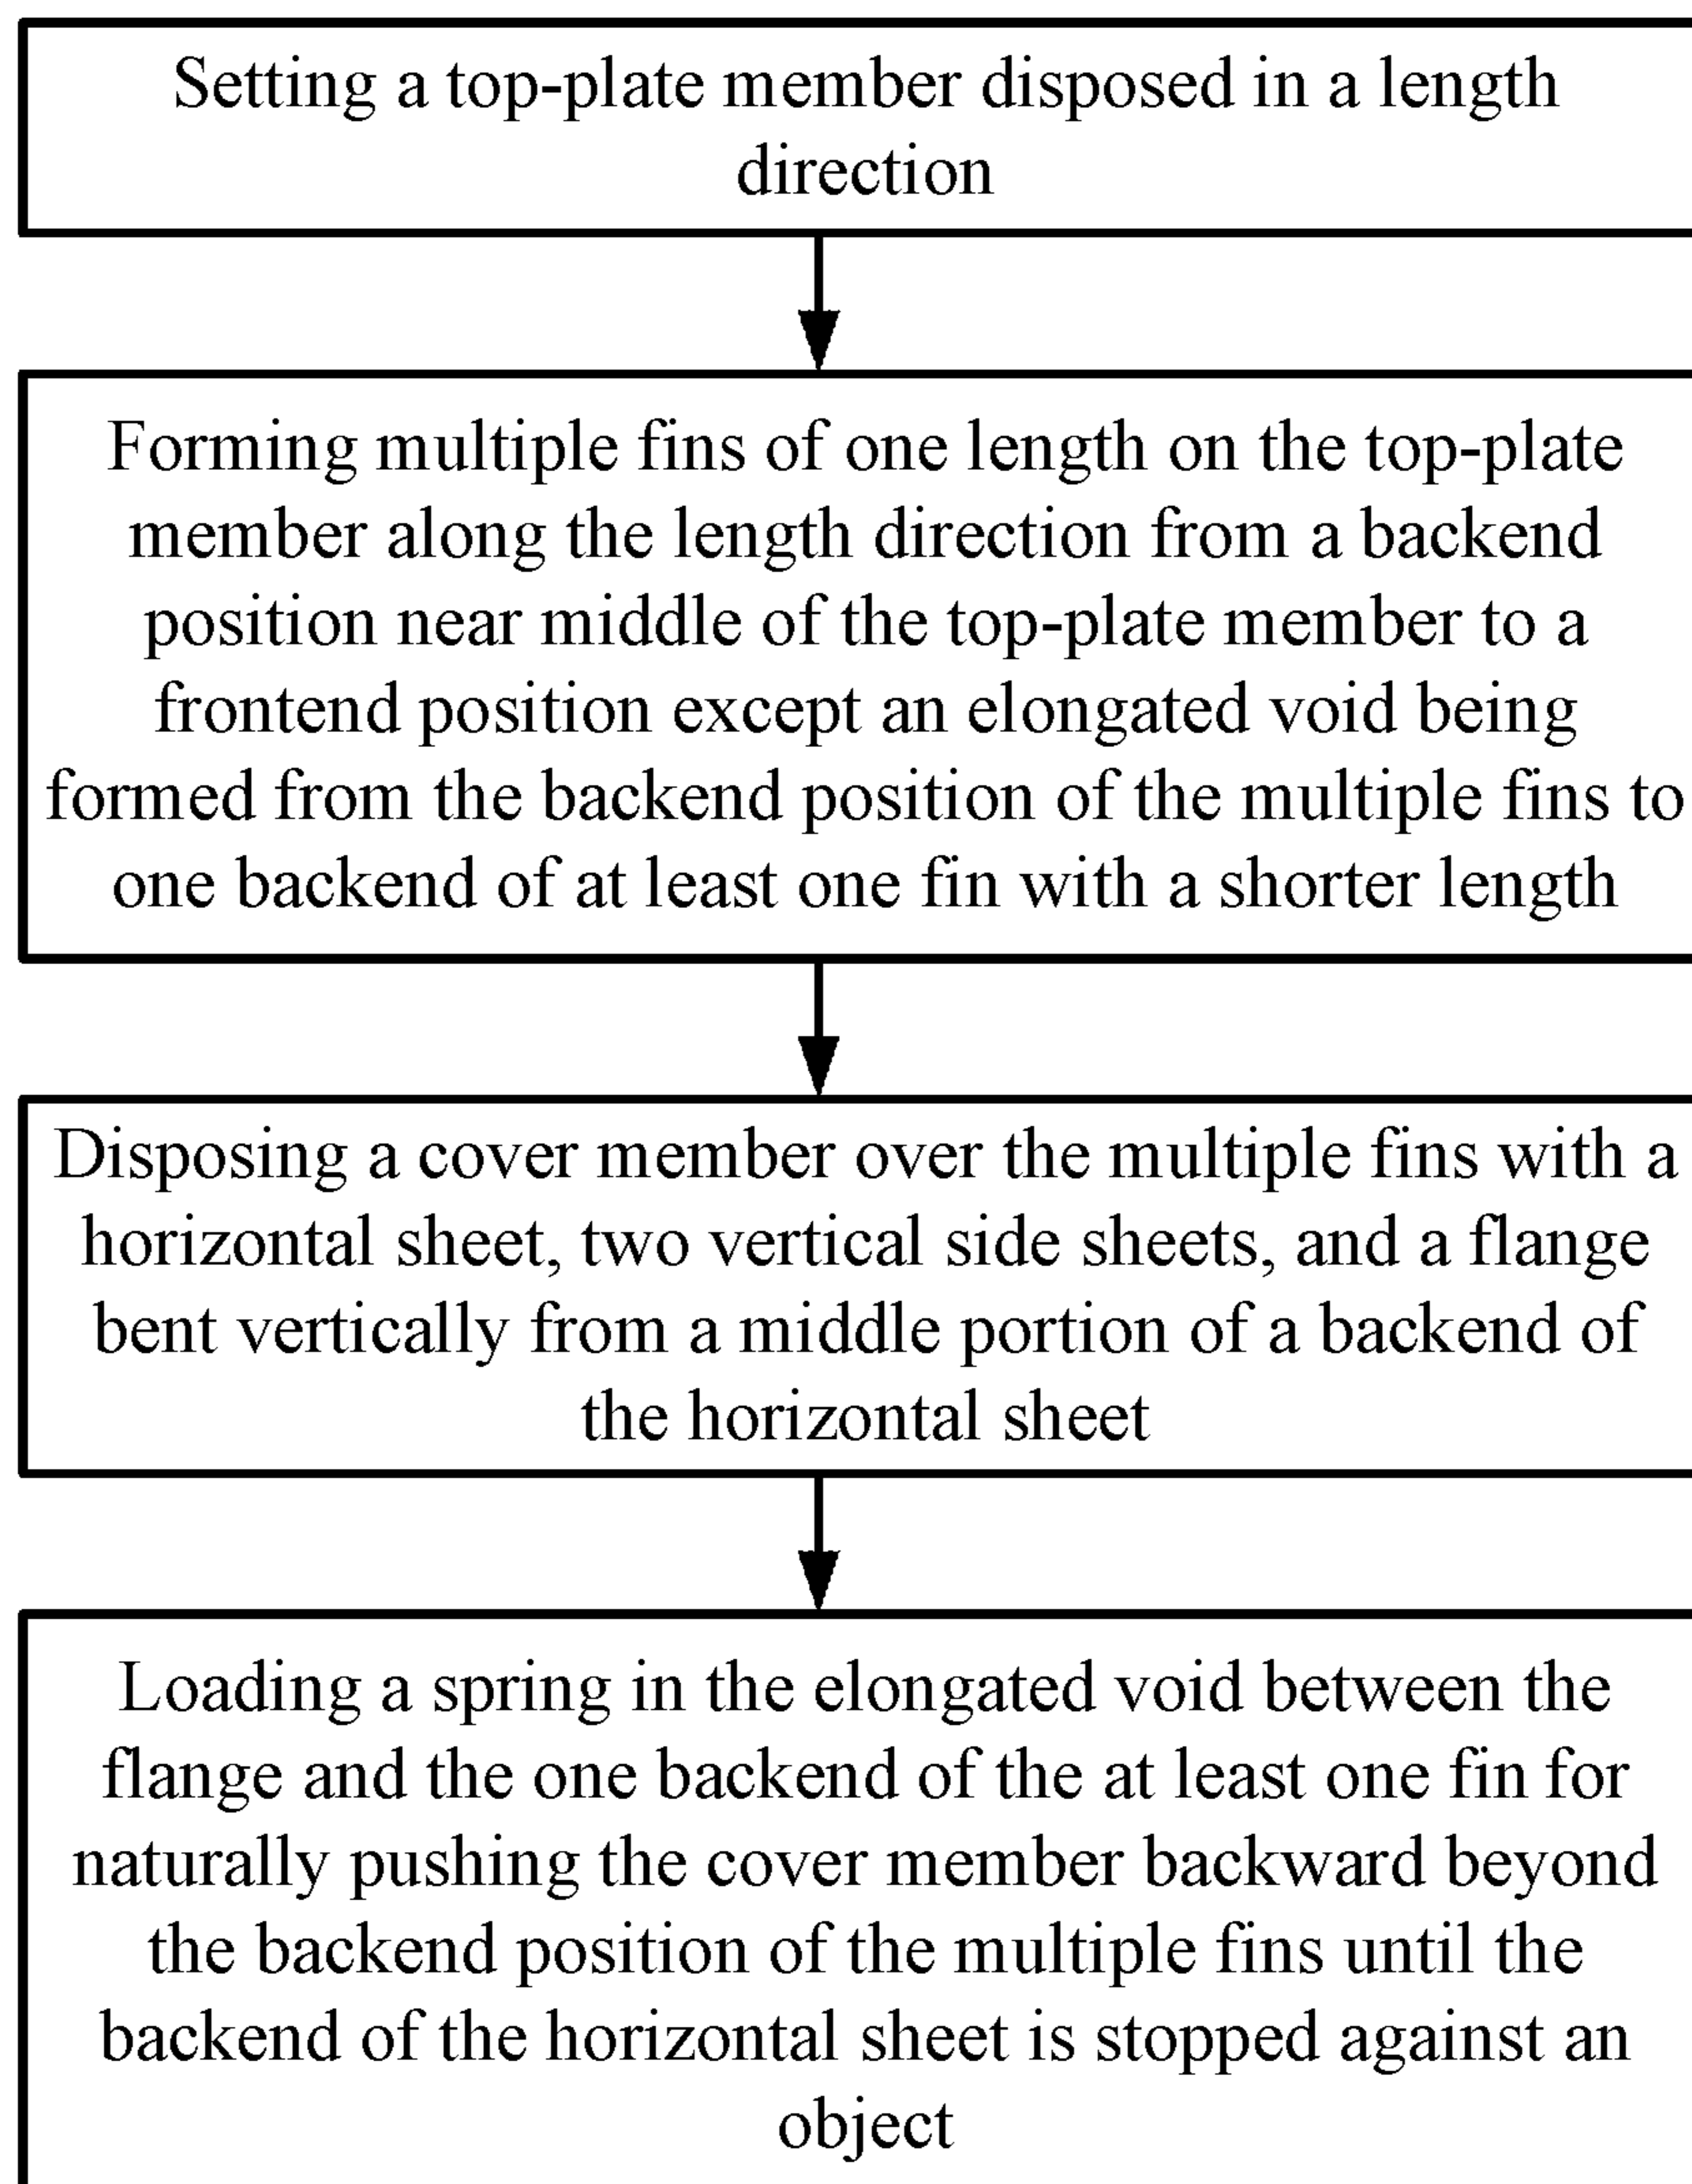 Setting a top-plate member disposed in a length
direction
Forming multiple fins of one length on the top-plate
member along the length direction from a backend
position near middle of the top-plate member to a
frontend position except an elongated void being
formed from the backend position of the multiple fins to
one backend of at least one fin with a shorter length
Disposing a cover member over the multiple fins with a
horizontal sheet, two vertical side sheets, and a flange
bent vertically from a middle portion of a backend of
the horizontal sheet
Loading a spring in the elongated void between the
flange and the one backend of the at least one fin for
naturally pushing the cover member backward beyond
the backend position of the multiple fins until the
backend of the horizontal sheet is stopped against an
object